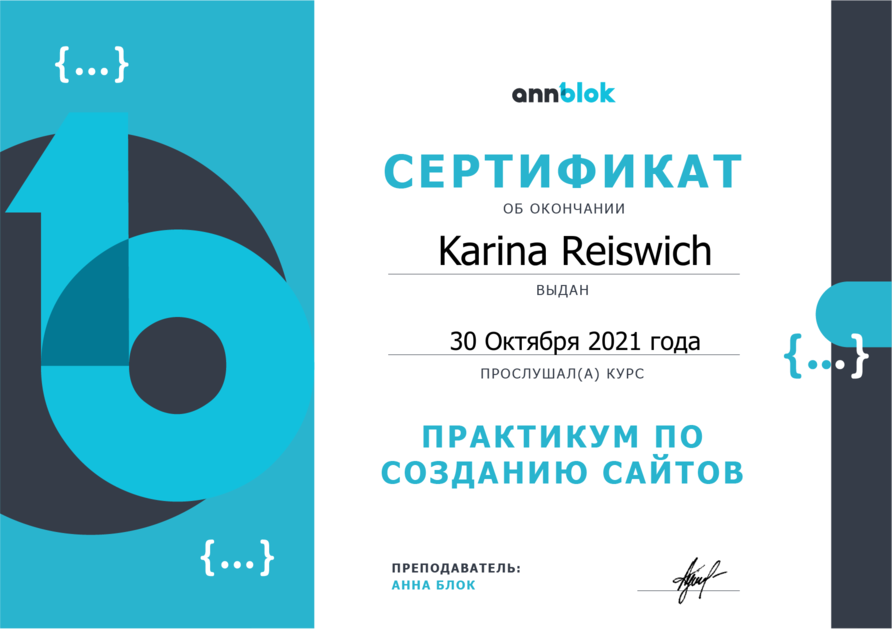 {...}
annblok
СЕРТИФИКАТ
ОБ ОКОНЧАНИИ
Karina Reiswich
ВЫДАН
30 Октября 2021 года
ПРОСЛУШАЛ(А) КУРС
{...}
ПРАКТИКУМ ПО
СОЗДАНИЮ САЙТОВ
{...}
ПРЕПОДАВАТЕЛЬ:
АННА БЛОК